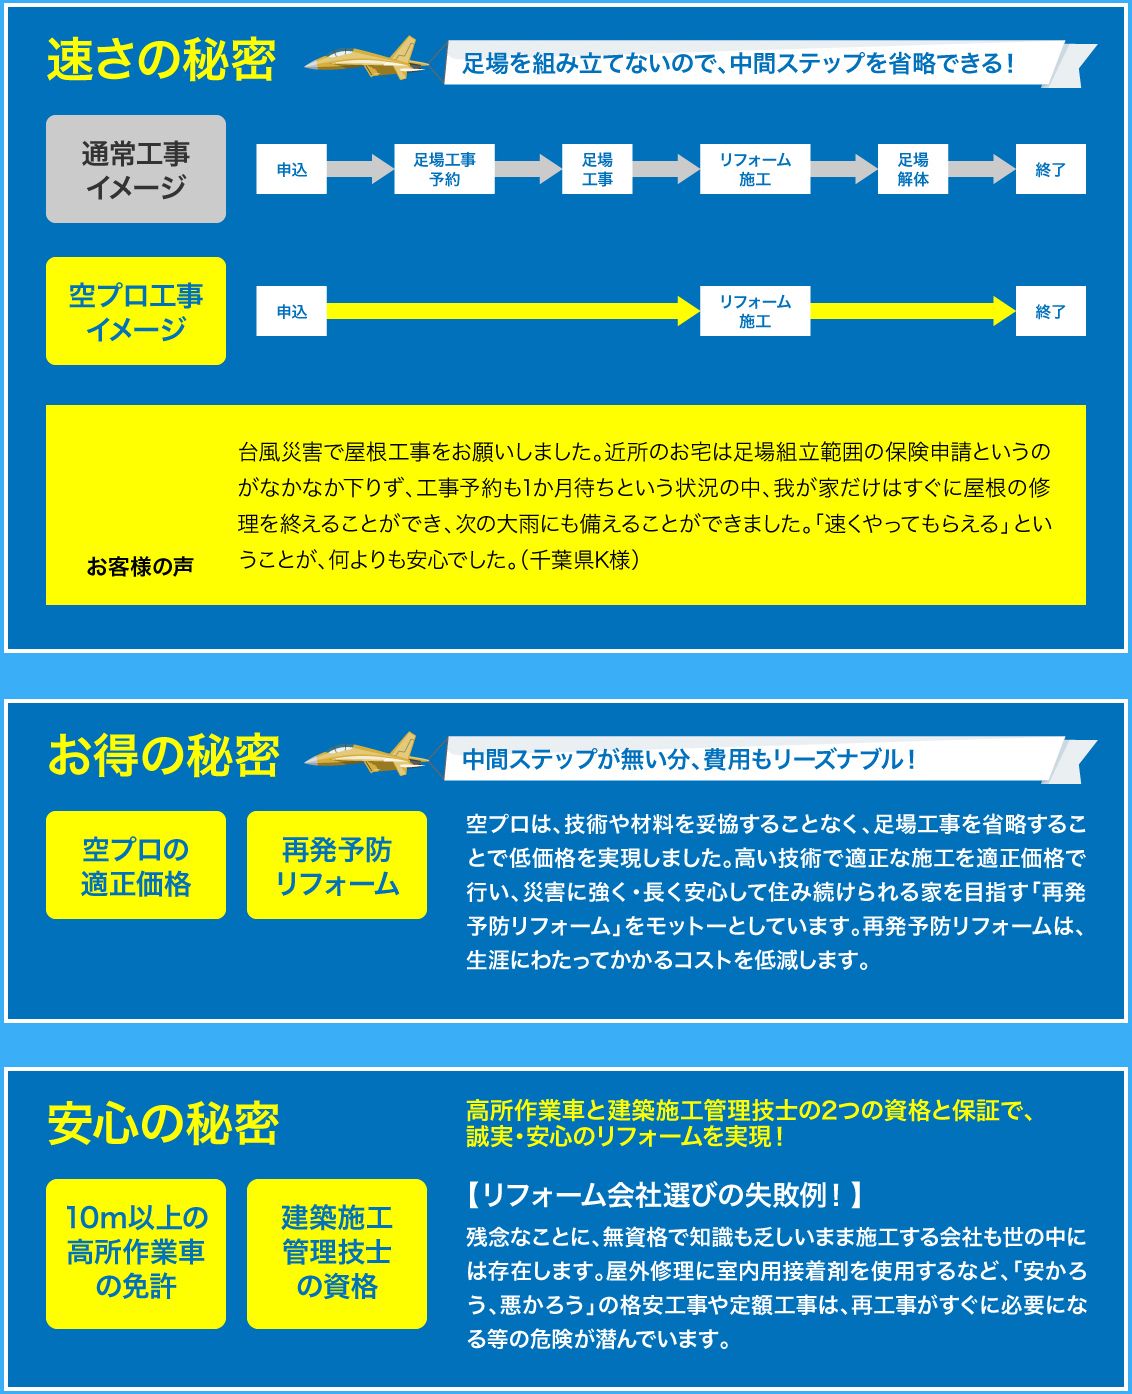 速さの秘密
足場を組み立てないので、中間ステップを省略できる！
通常工事
イメージ
申込
足場工事
予約
足場
工事
リフォーム
施工
足場
解体
終了
空プロ工事
イメージ
申込
リフォーム
施工
終了
台風災害で屋根工事をお願いしました。近所のお宅は足場組立範囲の保険申請というの
がなかなか下りず、工事予約も1か月待ちという状況の中、我が家だけはすぐに屋根の修
理を終えることができ、次の大雨にも備えることができました。「速くやってもらえる」とい
うことが、何よりも安心でした。（千葉県K様）
お客様の声
お得の秘密
中間ステップが無い分、費用もリーズナブル！
空プロの
適正価格
再発予防
リフォーム
空プロは、技術や材料を妥協することなく、足場工事を省略するこ
とで低価格を実現しました。高い技術で適正な施工を適正価格で
行い、災害に強く・長く安心して住み続けられる家を目指す「再発
予防リフォーム」をモットーとしています。再発予防リフォームは、
生涯にわたってかかるコストを低減します。
安心の秘密
高所作業車と建築施工管理技士の2つの資格と保証で、
誠実・安心のリフォームを実現！
10m以上の
高所作業車
の免許
建築施工
管理技士
の資格
【リフォーム会社選びの失敗例！】
残念なことに、無資格で知識も乏しいまま施工する会社も世の中に
は存在します。屋外修理に室内用接着剤を使用するなど、「安かろ
う、悪かろう」の格安工事や定額工事は、再工事がすぐに必要にな
る等の危険が潜んでいます。